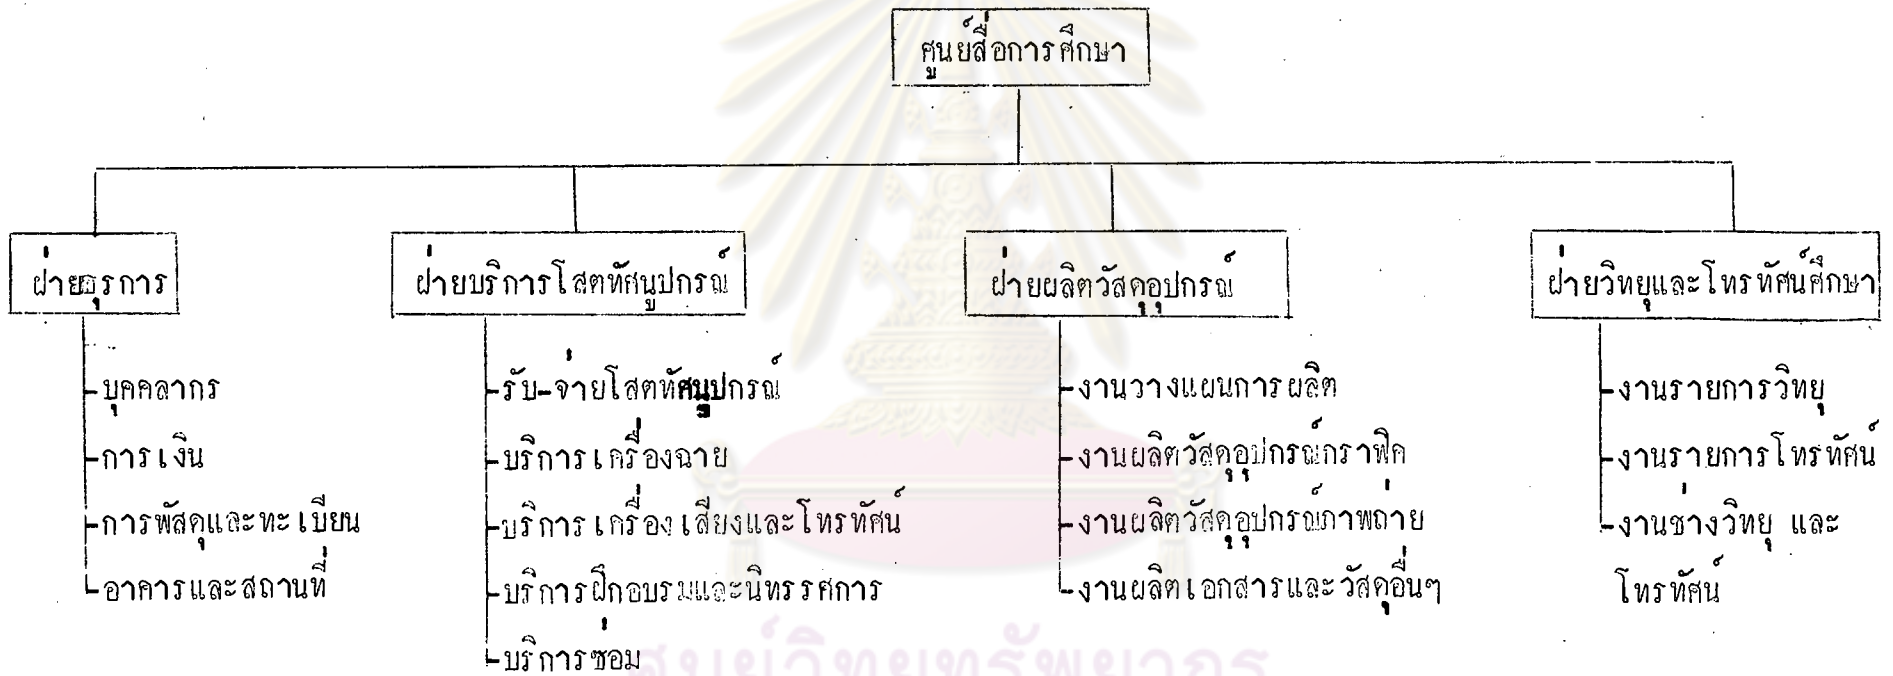 ศูนย์สื่อการศึกษา
ฝ่ายธุรการ
บุคคลากร
การเงิน
การพัสดุและทะเบียน
อาคารและสถานที่
ฝ่ายบริการโสตทัศนูปกรณ์
รับ-จ่ายโสตทัศนูปกรณ์
บริการเครื่องฉาย
บริการเครื่องเสียงและโทรทัศน์
บริการฝึกอบรมและนิทรรศการ
บริการซ่อม
ฝ่ายผลิตวัสดุอุปกรณ์
งานวางแผนการผลิต
งานผลิตวัสดุอุปกรณ์กราฟิค
งานผลิตวัสดุอุปกรณ์ภาพถ่าย
งานผลิตเอกสารและวัสดุอื่นๆ
ฝ่ายวิทยุและโทรทัศน์ศึกษา
งานรายการวิทยุ
งานรายการโทรทัศน์
งานช่างวิทยุ และ
โทรทัศน์
ศูนย์วิทยทรัพยากร